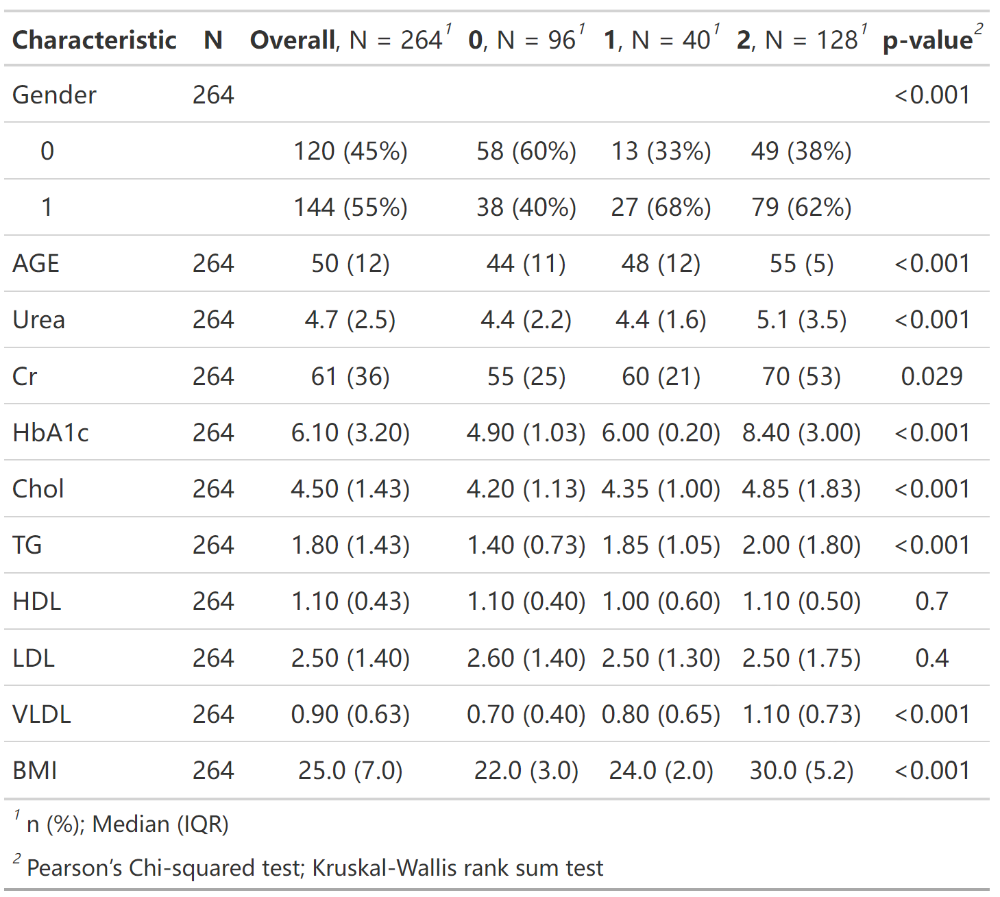 Characteristic N Overall, N = 264¹ 0, N = 96¹ 1, N = 40¹ 2, N = 128¹ p-value²
Gender 264 <0.001
0 120 (45%) 58 (60%) 13 (33%) 49 (38%)
1 144 (55%) 38 (40%) 27 (68%) 79 (62%)
AGE 264 50 (12) 44 (11) 48 (12) 55 (5) <0.001
Urea 264 4.7 (2.5) 4.4 (2.2) 4.4 (1.6) 5.1 (3.5) <0.001
Cr 264 61 (36) 55 (25) 60 (21) 70 (53) 0.029
HbA1c 264 6.10 (3.20) 4.90 (1.03) 6.00 (0.20) 8.40 (3.00) <0.001
Chol 264 4.50 (1.43) 4.20 (1.13) 4.35 (1.00) 4.85 (1.83) <0.001
TG 264 1.80 (1.43) 1.40 (0.73) 1.85 (1.05) 2.00 (1.80) <0.001
HDL 264 1.10 (0.43) 1.10 (0.40) 1.00 (0.60) 1.10 (0.50) 0.7
LDL 264 2.50 (1.40) 2.60 (1.40) 2.50 (1.30) 2.50 (1.75) 0.4
VLDL 264 0.90 (0.63) 0.70 (0.40) 0.80 (0.65) 1.10 (0.73) <0.001
BMI 264 25.0 (7.0) 22.0 (3.0) 24.0 (2.0) 30.0 (5.2) <0.001
¹ n (%); Median (IQR)
² Pearson’s Chi-squared test; Kruskal-Wallis rank sum test